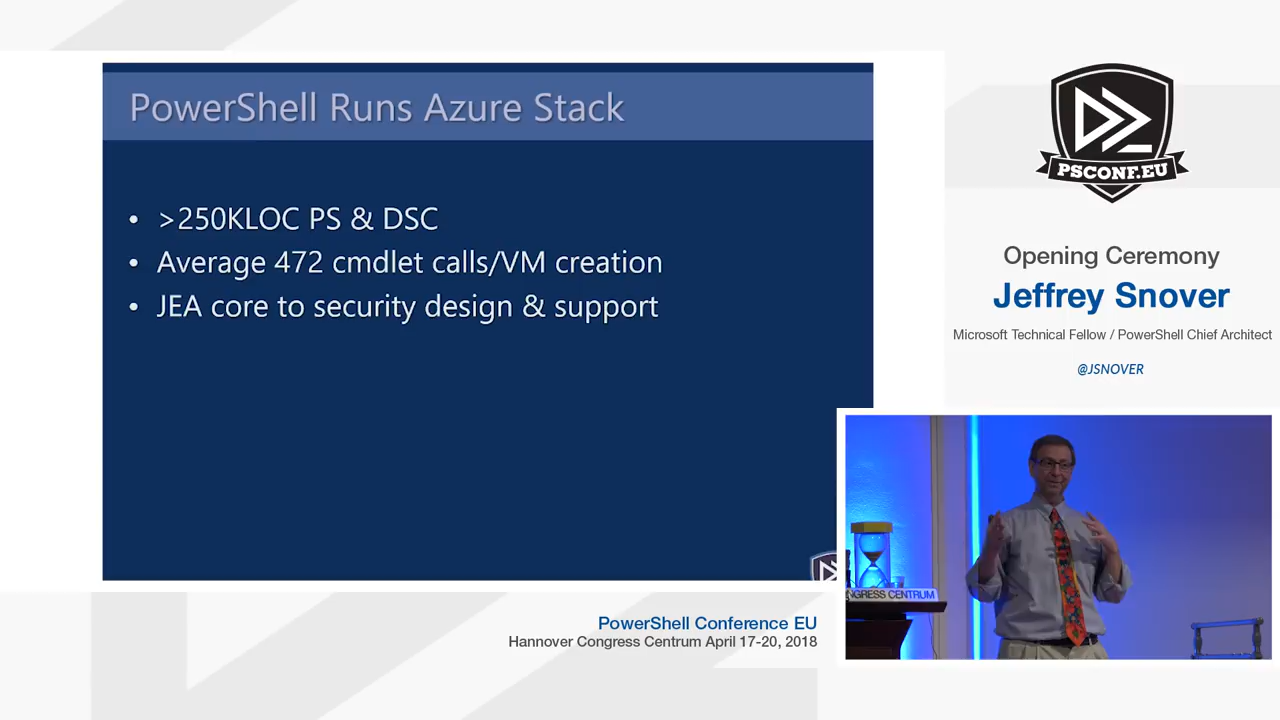 PowerShell Runs Azure Stack
• >250KLOC PS & DSC
• Average 472 cmdlet calls/VM creation
• JEA core to security design & support
PSCONF.EU
Opening Ceremony
Jeffrey Snover
Microsoft Technical Fellow / PowerShell Chief Architect
@JSNOVER
NGRESS CENTRUM
PowerShell Conference EU
Hannover Congress Centrum April 17-20, 2018